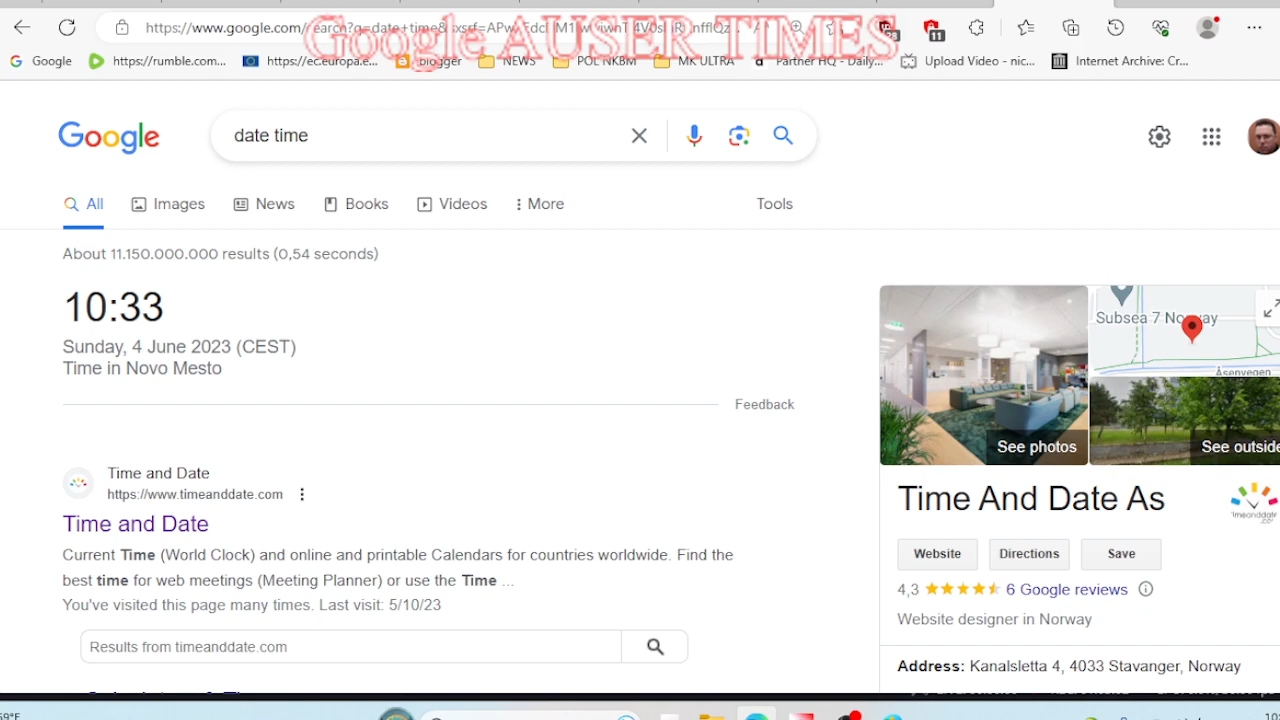 https://www.google.com/search?q=date+time&
Google AUSER TIMES
11
Google https://rumble.com... https://ec.europa.e... blogger NEWS POL NKBM MK ULTRA Partner HQ - Daily... Upload Video - nic... Internet Archive: Cr...
Google date time
All Images News Books Videos More Tools
About 11.150.000.000 results (0,54 seconds)
10:33
Sunday, 4 June 2023 (CEST)
Time in Novo Mesto
Feedback
Time and Date
https://www.timeanddate.com
Time and Date
Current Time (World Clock) and online and printable Calendars for countries worldwide. Find the
best time for web meetings (Meeting Planner) or use the Time ...
You've visited this page many times. Last visit: 5/10/23
Results from timeanddate.com
Subsea 7 Norway
Åsenvegen
See photos
See outside
Time And Date As
Website Directions Save
4,3 6 Google reviews
Website designer in Norway
Address: Kanalsletta 4, 4033 Stavanger, Norway
59°F